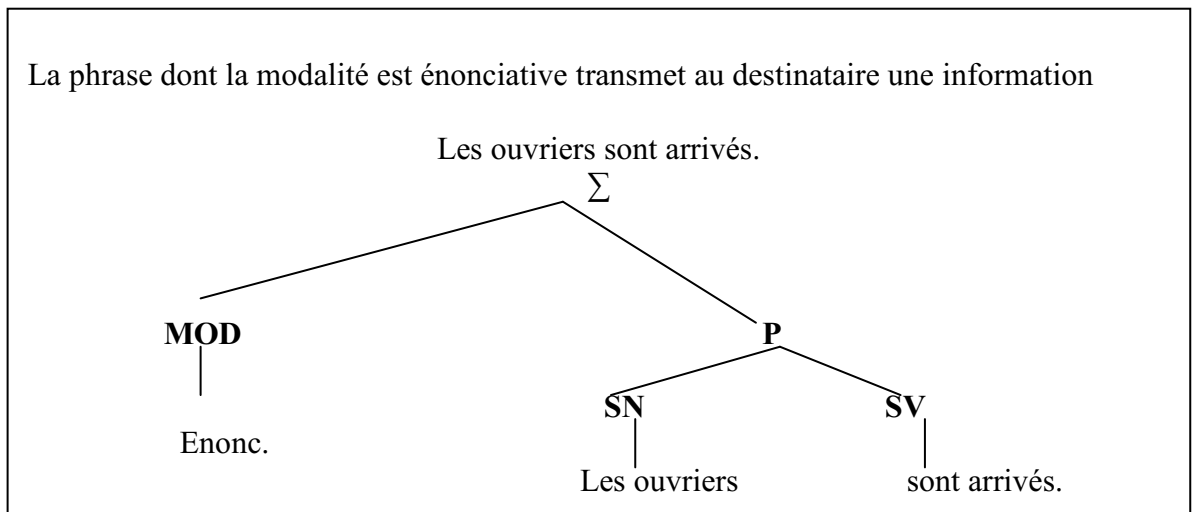 La phrase dont la modalité est énonciative transmet au destinataire une information
Les ouvriers sont arrivés.
∑
MOD
P
SN
SV
Enonc.
Les ouvriers
sont arrivés.